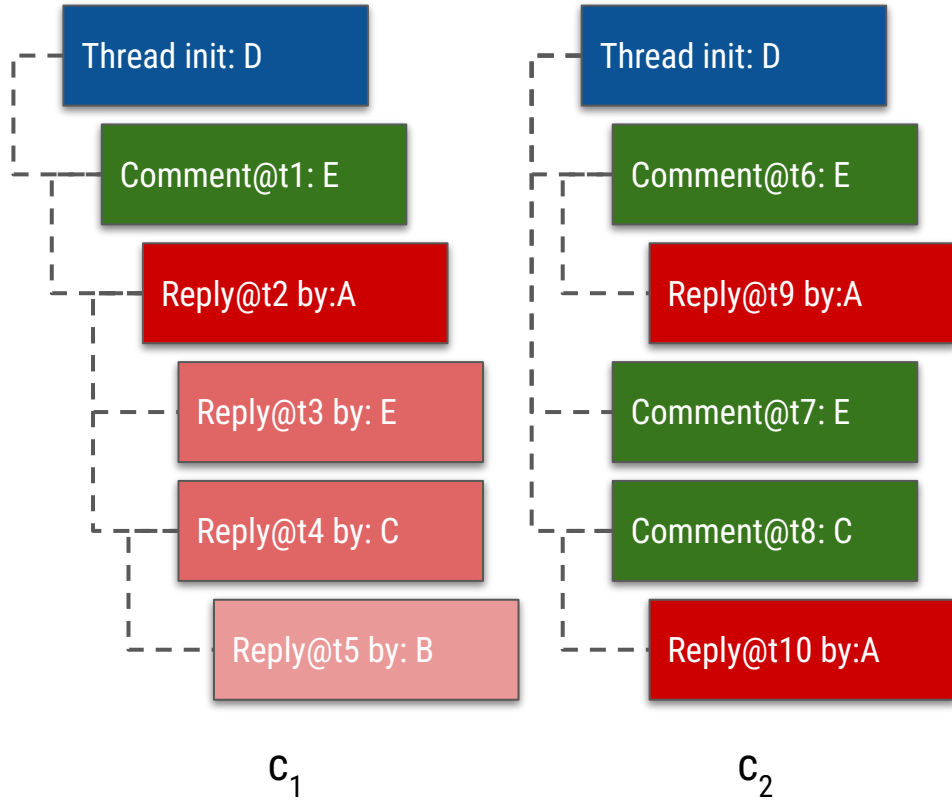 Thread init: D
Comment@t1: E
Reply@t2 by:A
Reply@t3 by: E
Reply@t4 by: C
Reply@t5 by: B
c1
Thread init: D
Comment@t6: E
Reply@t9 by:A
Comment@t7: E
Comment@t8: C
Reply@t10 by:A
c2